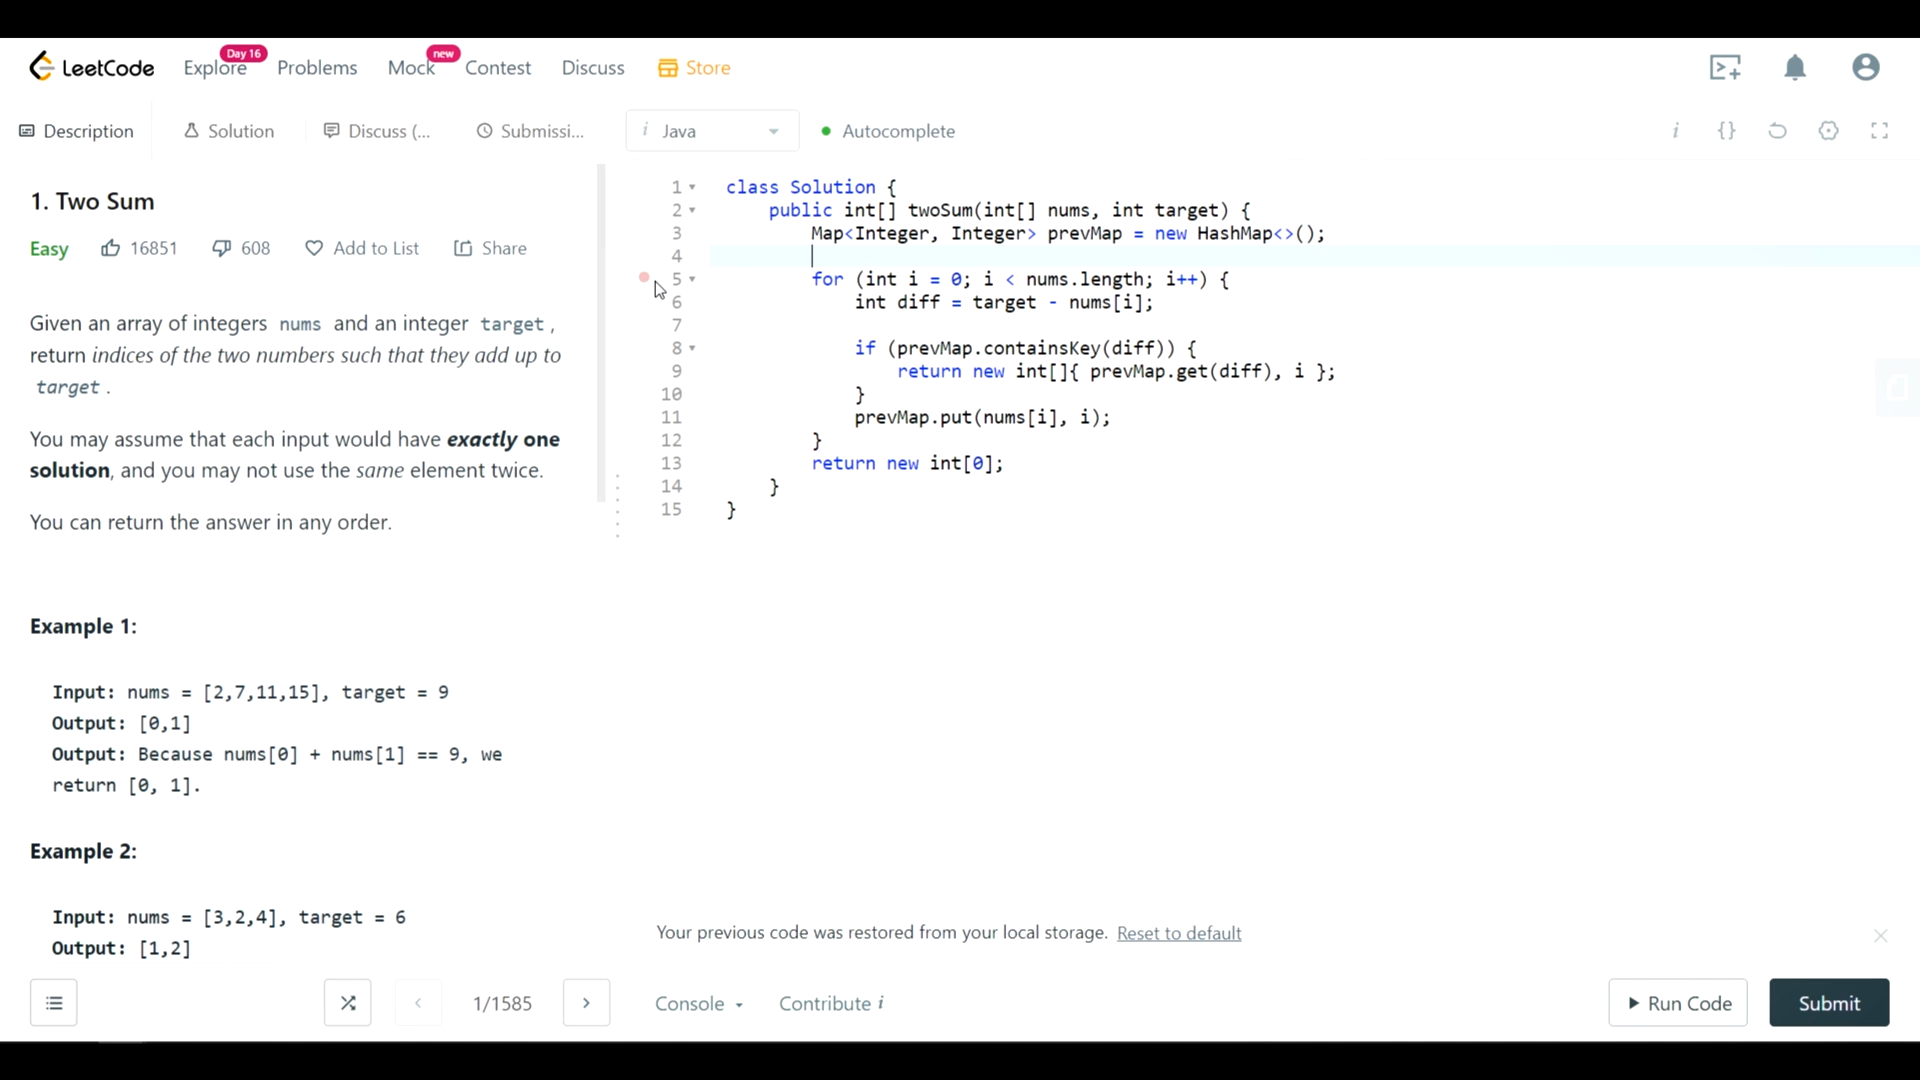 LeetCode Explore Day 16 Problems Mock new Contest Discuss Store
Description Solution Discuss (... Submissi... i Java Autocomplete i {}
1. Two Sum
Easy 16851 608 Add to List Share
Given an array of integers nums and an integer target,
return indices of the two numbers such that they add up to
target.
You may assume that each input would have exactly one
solution, and you may not use the same element twice.
You can return the answer in any order.
Example 1:
Input: nums = [2,7,11,15], target = 9
Output: [0,1]
Output: Because nums[0] + nums[1] == 9, we
return [0, 1].
Example 2:
Input: nums = [3,2,4], target = 6
Output: [1,2]
1 class Solution {
2     public int[] twoSum(int[] nums, int target) {
3         Map<Integer, Integer> prevMap = new HashMap<>();
4
5         for (int i = 0; i < nums.length; i++) {
6             int diff = target - nums[i];
7
8             if (prevMap.containsKey(diff)) {
9                 return new int[]{ prevMap.get(diff), i };
10             }
11             prevMap.put(nums[i], i);
12         }
13         return new int[0];
14     }
15 }
Your previous code was restored from your local storage. Reset to default
1/1585 Console Contribute i Run Code Submit